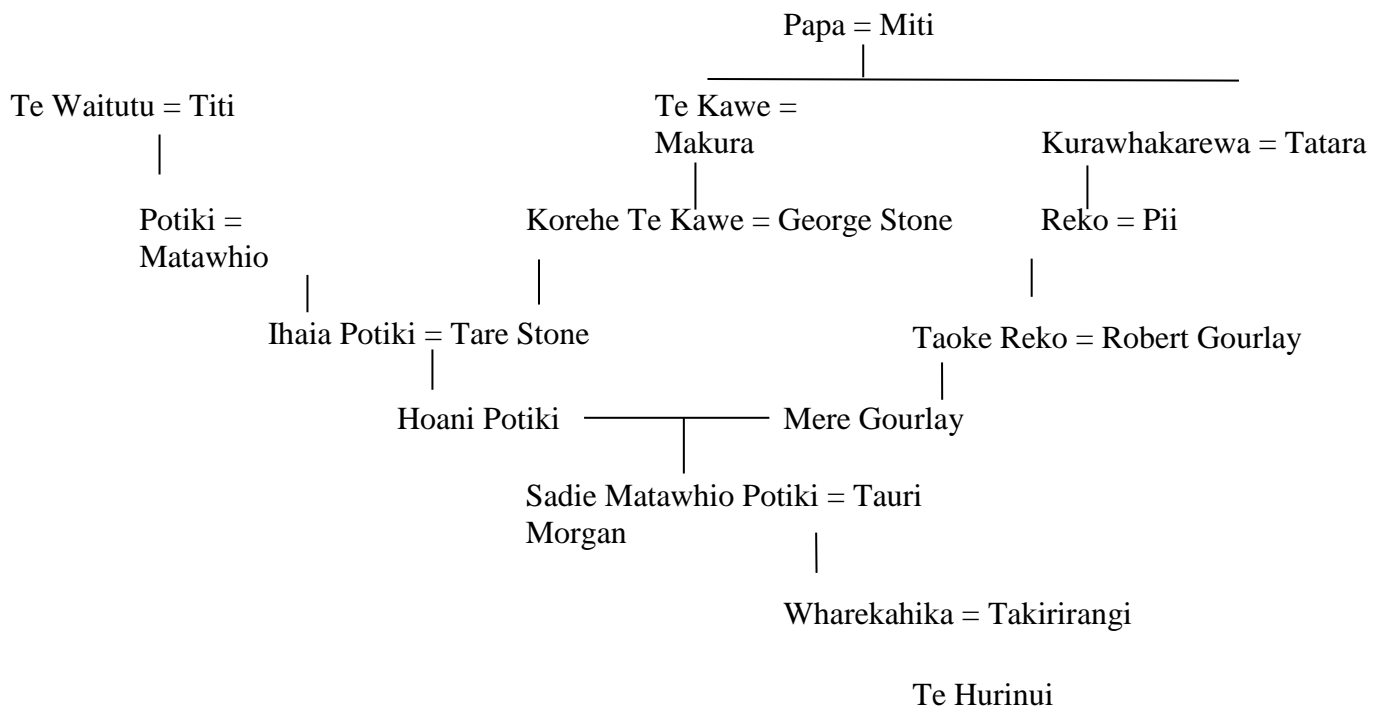 Papa = Miti
Te Waitutu = Titi
Te Kawe =
Makura
Kurawhakarewa = Tatara
Potiki =
Matawhio
Korehe Te Kawe = George Stone
Reko = Pii
Ihaia Potiki = Tare Stone
Taoke Reko = Robert Gourlay
Hoani Potiki
Mere Gourlay
Sadie Matawhio Potiki = Tauri
Morgan
Wharekahika = Takirirangi
Te Hurinui